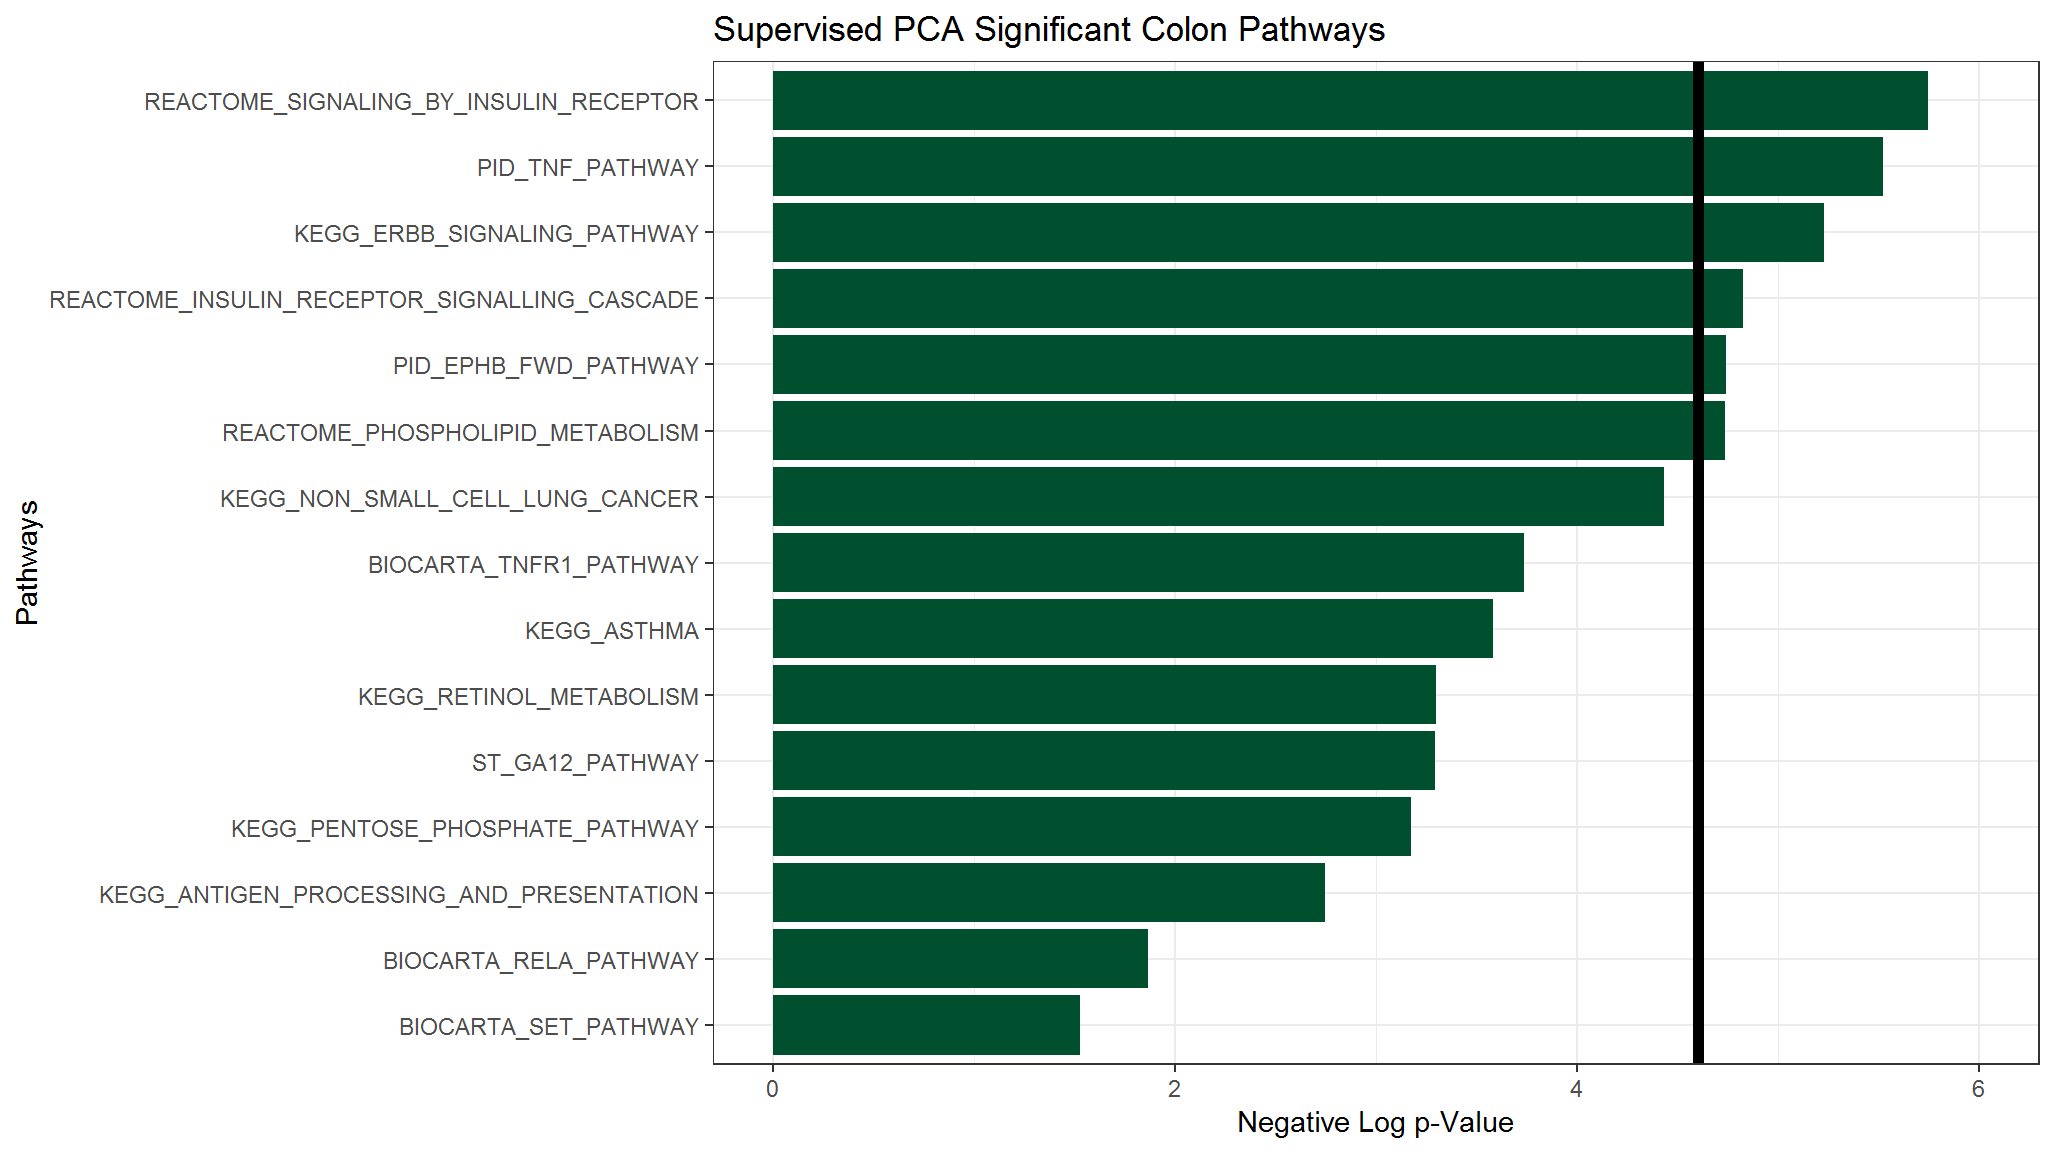 Supervised PCA Significant Colon Pathways
REACTOME_SIGNALING_BY_INSULIN_RECEPTOR
PID_TNF_PATHWAY
KEGG_ERBB_SIGNALING_PATHWAY
REACTOME_INSULIN_RECEPTOR_SIGNALLING_CASCADE
PID_EPHB_FWD_PATHWAY
REACTOME_PHOSPHOLIPID_METABOLISM
KEGG_NON_SMALL_CELL_LUNG_CANCER
BIOCARTA_TNFR1_PATHWAY
KEGG_ASTHMA
KEGG_RETINOL_METABOLISM
ST_GA12_PATHWAY
KEGG_PENTOSE_PHOSPHATE_PATHWAY
KEGG_ANTIGEN_PROCESSING_AND_PRESENTATION
BIOCARTA_RELA_PATHWAY
BIOCARTA_SET_PATHWAY
Pathways
0 2 4 6
Negative Log p-Value